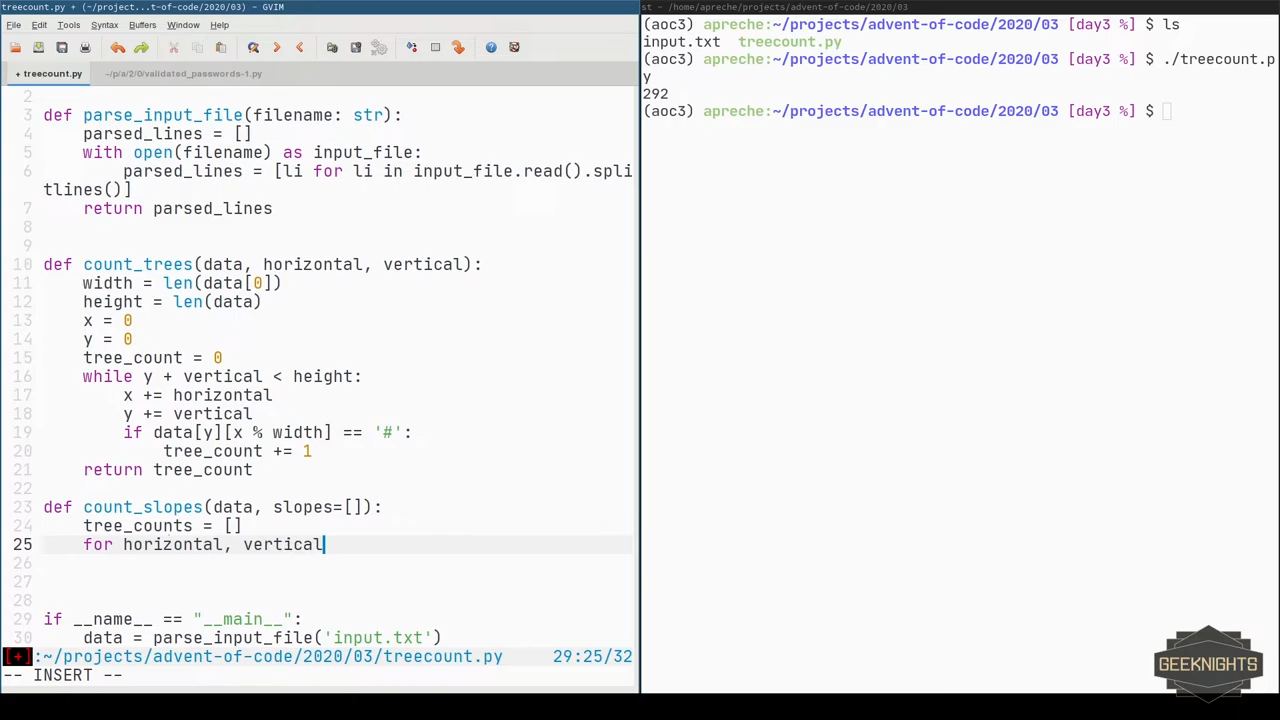 treecount.py + (~/projec...t-of-code/2020/03) - GVIM
File Edit Tools Syntax Buffers Window Help
+ treecount.py ~/p/a/2/0/validated_passwords-1.py
2
3 def parse_input_file(filename: str):
4 parsed_lines = []
5 with open(filename) as input_file:
6 parsed_lines = [li for li in input_file.read().spli
tlines()]
7 return parsed_lines
8
9
10 def count_trees(data, horizontal, vertical):
11 width = len(data[0])
12 height = len(data)
13 x = 0
14 y = 0
15 tree_count = 0
16 while y + vertical < height:
17 x += horizontal
18 y += vertical
19 if data[y][x % width] == '#':
20 tree_count += 1
21 return tree_count
22
23 def count_slopes(data, slopes=[]):
24 tree_counts = []
25 for horizontal, vertical
26
27
28
29 if __name__ == "__main__":
30 data = parse_input_file('input.txt')
[+]:~/projects/advent-of-code/2020/03/treecount.py 29:25/32
-- INSERT --
st - /home/apreche/projects/advent-of-code/2020/03
(aoc3) apreche:~/projects/advent-of-code/2020/03 [day3 %] $ ls
input.txt treecount.py
(aoc3) apreche:~/projects/advent-of-code/2020/03 [day3 %] $ ./treecount.p
y
292
(aoc3) apreche:~/projects/advent-of-code/2020/03 [day3 %] $
GEEKNIGHTS